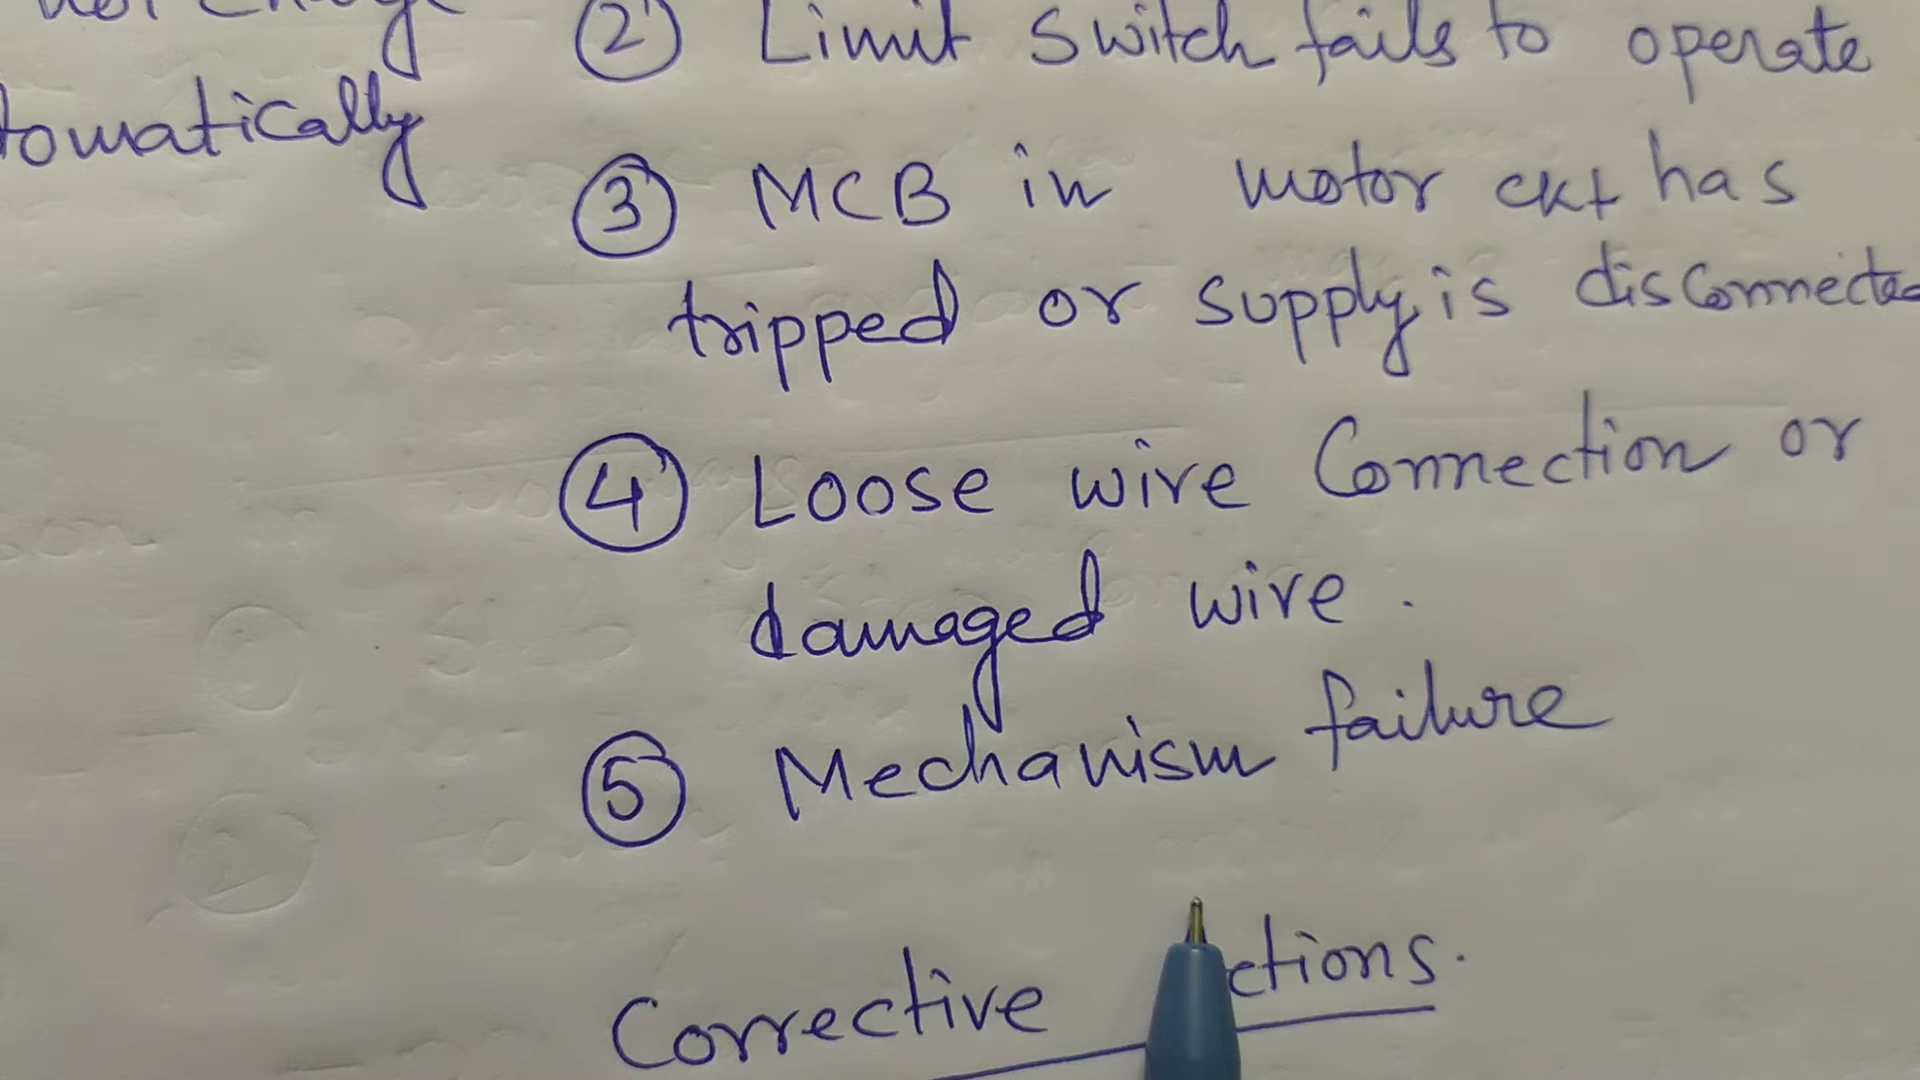 ② Limit Switch fails to operate
tomatically
③ MCB in motor ckt has
tripped or supply is disconnected
④ Loose wire Connection or
damaged wire.
⑤ Mechanism failure
Corrective ctions.